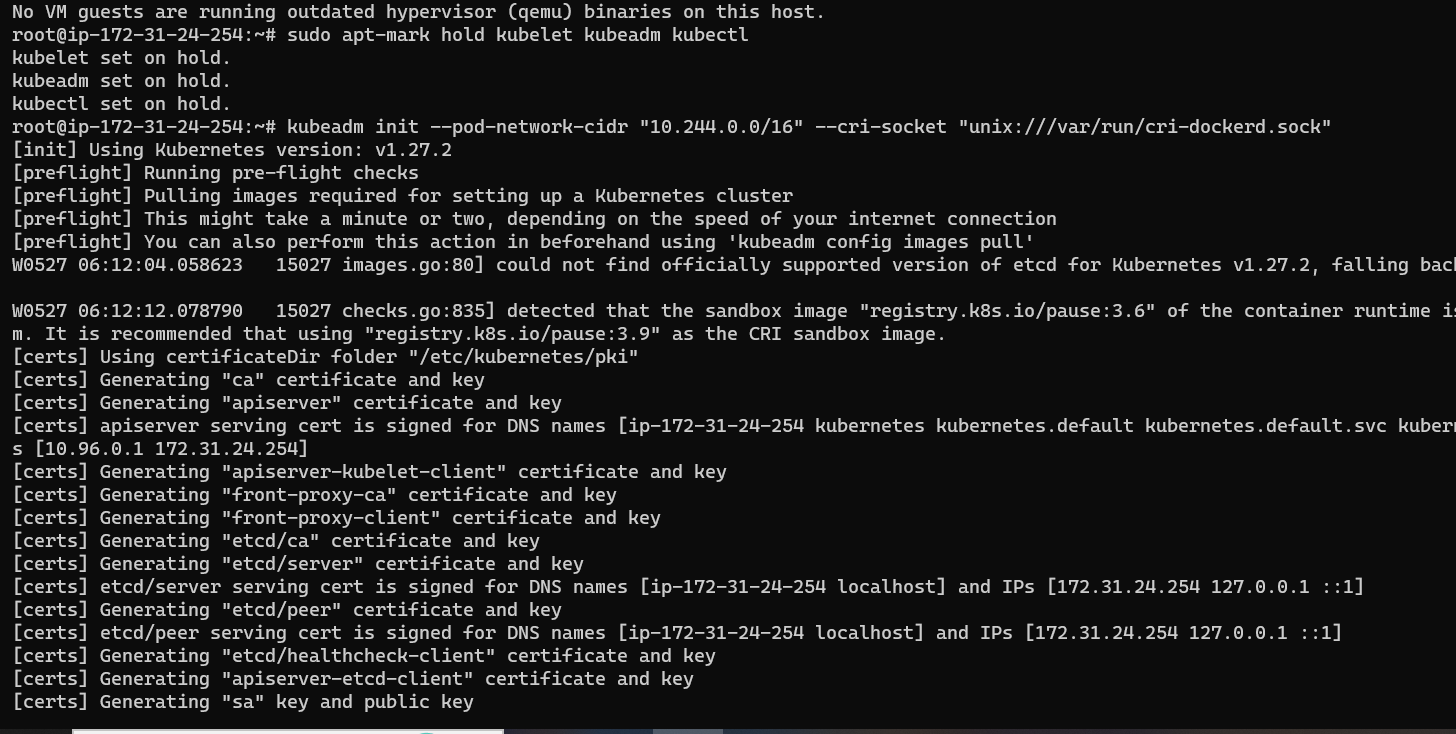 No VM guests are running outdated hypervisor (qemu) binaries on this host.
root@ip-172-31-24-254:~# sudo apt-mark hold kubelet kubeadm kubectl
kubelet set on hold.
kubeadm set on hold.
kubectl set on hold.
root@ip-172-31-24-254:~# kubeadm init --pod-network-cidr "10.244.0.0/16" --cri-socket "unix:///var/run/cri-dockerd.sock"
[init] Using Kubernetes version: v1.27.2
[preflight] Running pre-flight checks
[preflight] Pulling images required for setting up a Kubernetes cluster
[preflight] This might take a minute or two, depending on the speed of your internet connection
[preflight] You can also perform this action in beforehand using 'kubeadm config images pull'
W0527 06:12:04.058623   15027 images.go:80] could not find officially supported version of etcd for Kubernetes v1.27.2, falling
W0527 06:12:12.078790   15027 checks.go:835] detected that the sandbox image "registry.k8s.io/pause:3.6" of the container runtime
m. It is recommended that using "registry.k8s.io/pause:3.9" as the CRI sandbox image.
[certs] Using certificateDir folder "/etc/kubernetes/pki"
[certs] Generating "ca" certificate and key
[certs] Generating "apiserver" certificate and key
[certs] apiserver serving cert is signed for DNS names [ip-172-31-24-254 kubernetes kubernetes.default kubernetes.default.svc
s [10.96.0.1 172.31.24.254]
[certs] Generating "apiserver-kubelet-client" certificate and key
[certs] Generating "front-proxy-ca" certificate and key
[certs] Generating "front-proxy-client" certificate and key
[certs] Generating "etcd/ca" certificate and key
[certs] Generating "etcd/server" certificate and key
[certs] etcd/server serving cert is signed for DNS names [ip-172-31-24-254 localhost] and IPs [172.31.24.254 127.0.0.1 ::1]
[certs] Generating "etcd/peer" certificate and key
[certs] etcd/peer serving cert is signed for DNS names [ip-172-31-24-254 localhost] and IPs [172.31.24.254 127.0.0.1 ::1]
[certs] Generating "etcd/healthcheck-client" certificate and key
[certs] Generating "apiserver-etcd-client" certificate and key
[certs] Generating "sa" key and public key